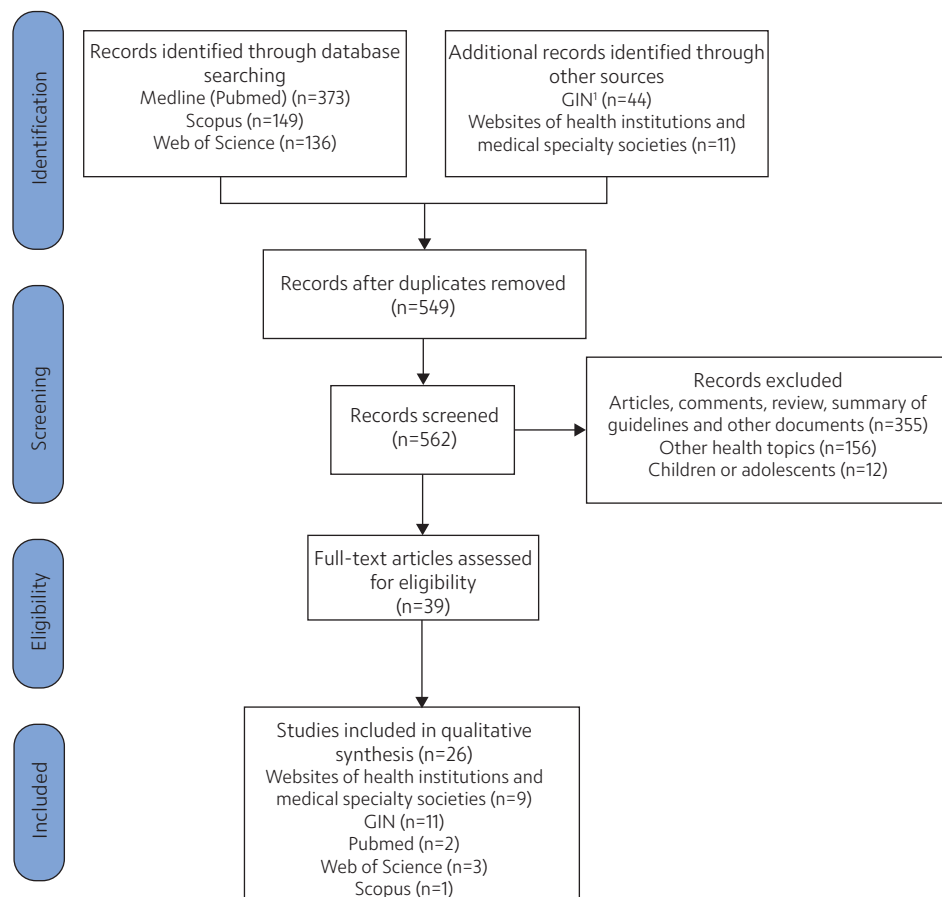 Identification
Records identified through database
searching
Medline (Pubmed) (n=373)
Scopus (n=149)
Web of Science (n=136)
Additional records identified through
other sources
GIN¹ (n=44)
Websites of health institutions and
medical specialty societies (n=11)
Records after duplicates removed
(n=549)
Screening
Records screened
(n=562)
Records excluded
Articles, comments, review, summary of
guidelines and other documents (n=355)
Other health topics (n=156)
Children or adolescents (n=12)
Eligibility
Full-text articles assessed
for eligibility
(n=39)
Included
Studies included in qualitative
synthesis (n=26)
Websites of health institutions and
medical specialty societies (n=9)
GIN (n=11)
Pubmed (n=2)
Web of Science (n=3)
Scopus (n=1)